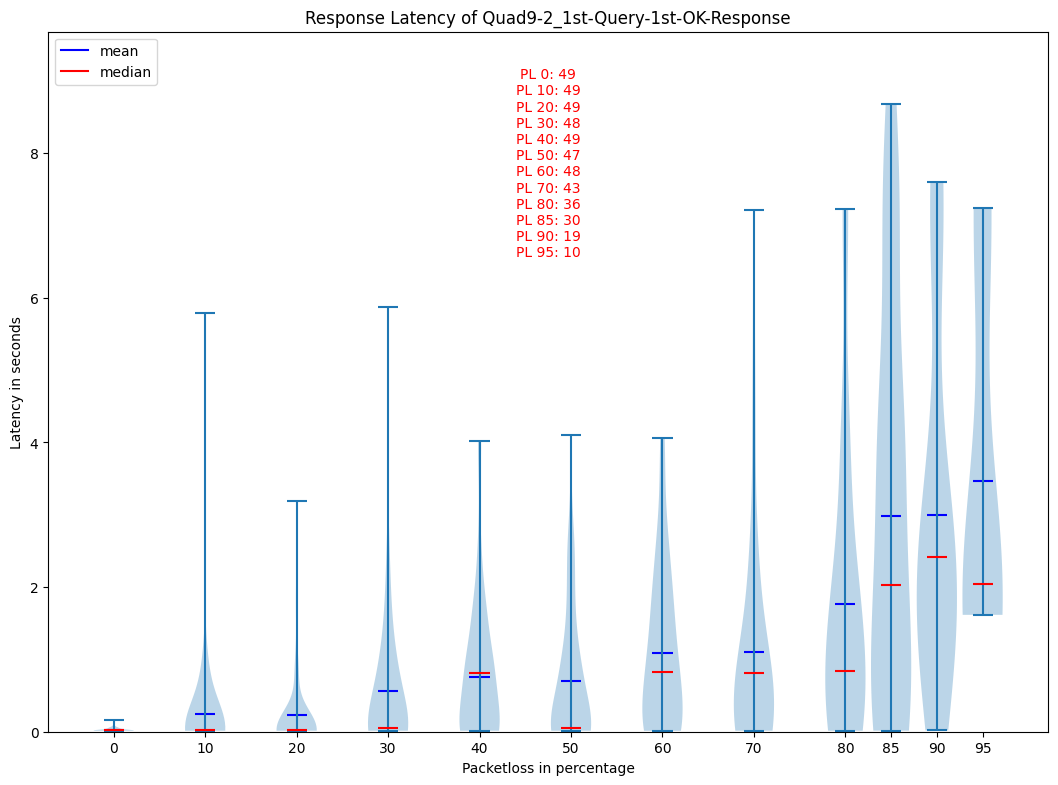 Response Latency of Quad9-2_1st-Query-1st-OK-Response
mean
median
PL 0: 49
PL 10: 49
PL 20: 49
PL 30: 48
PL 40: 49
PL 50: 47
PL 60: 48
PL 70: 43
PL 80: 36
PL 85: 30
PL 90: 19
PL 95: 10
Latency in seconds
8
6
4
2
0
0 10 20 30 40 50 60 70 80 85 90 95
Packetloss in percentage